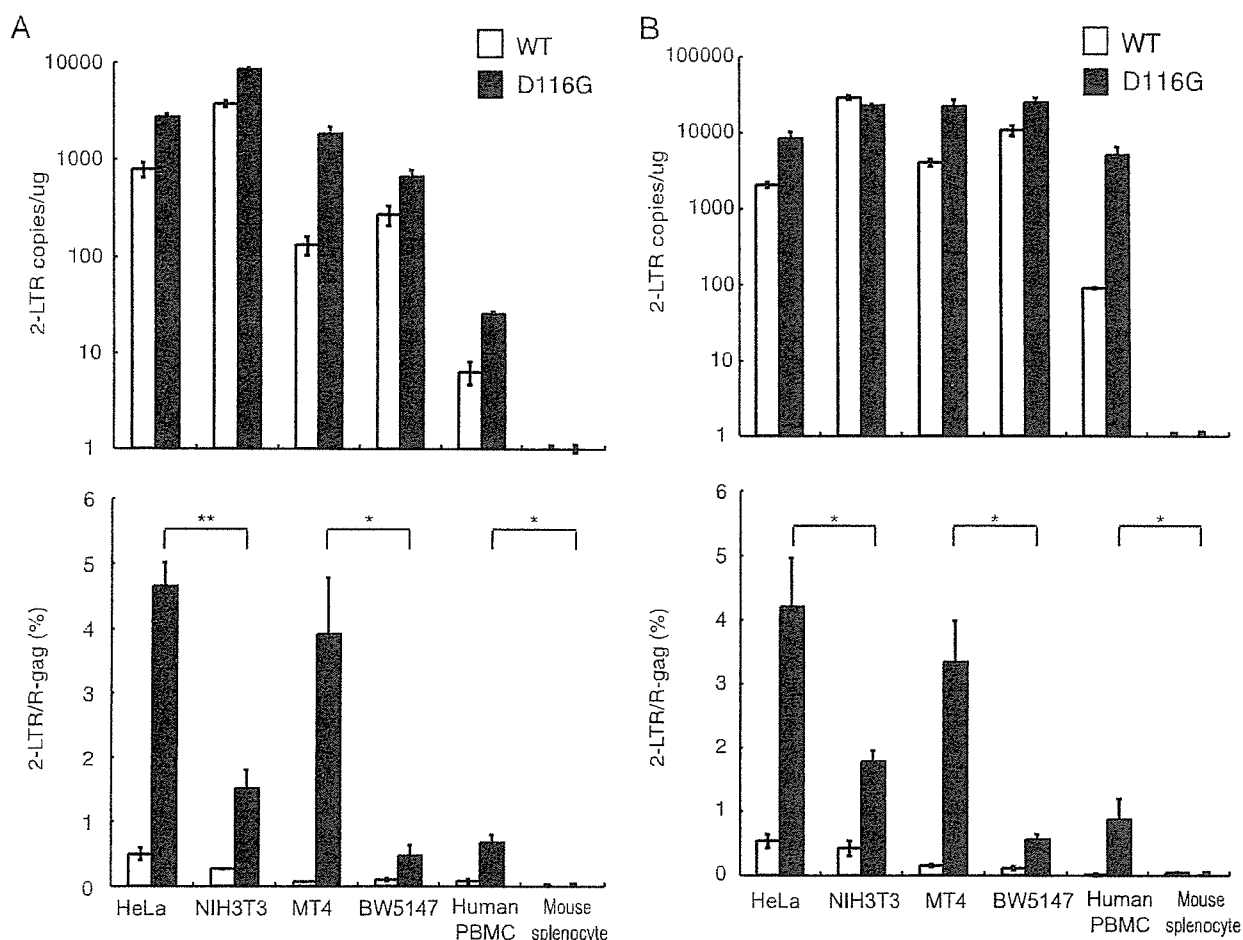 A
WT
D116G
10000
1000
100
10
1
2-LTR copies/ug
B
WT
D116G
100000
10000
1000
100
10
1
2-LTR copies/ug
6
5
4
3
2
1
0
2-LTR/R-gag (%)
** * *
HeLa NIH3T3 MT4 BW5147 Human PBMC Mouse splenocyte
6
5
4
3
2
1
0
2-LTR/R-gag (%)
* * *
HeLa NIH3T3 MT4 BW5147 Human PBMC Mouse splenocyte